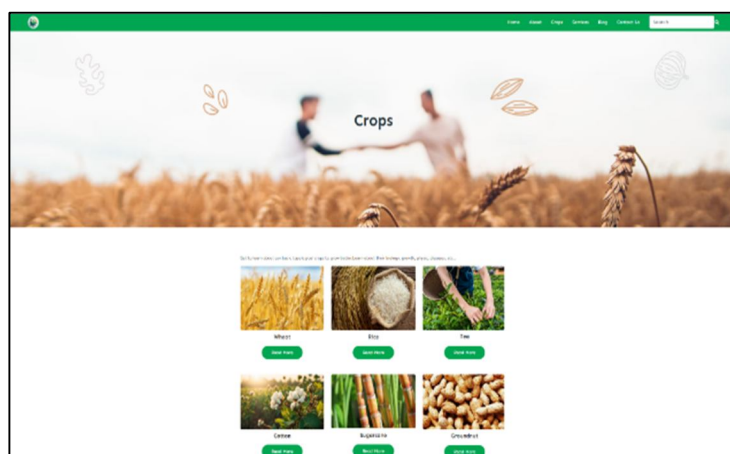 Home About Crops Services Blog Contact Us Search
Crops
Wheat Rice Tea
Read More Read More Read More
Cotton Sugarcane Groundnut
Read More Read More Read More